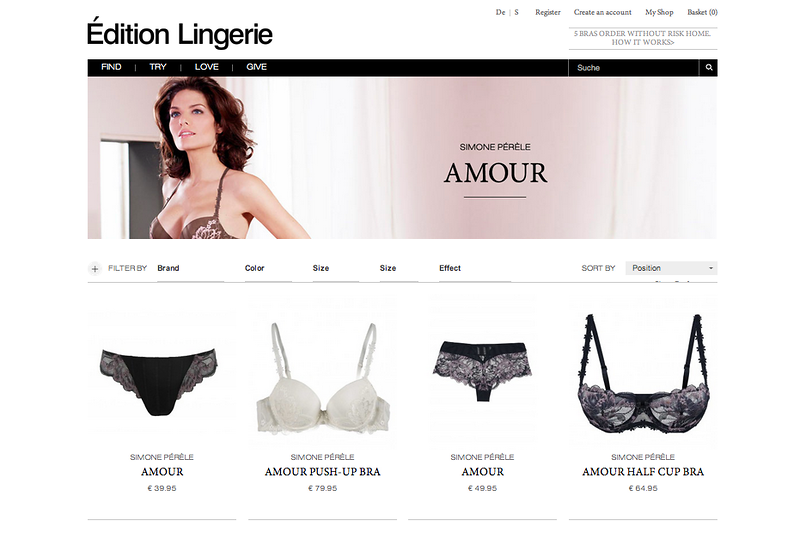 De | S
Register
Create an account
My Shop
Basket (0)
Édition Lingerie
5 BRAS ORDER WITHOUT RISK HOME.
HOW IT WORKS>
FIND | TRY | LOVE | GIVE
Suche
SIMONE PÉRÈLE
AMOUR
+ FILTER BY
Brand
Color
Size
Size
Effect
SORT BY
Position
SIMONE PÉRÈLE
AMOUR
€ 39.95
SIMONE PÉRÈLE
AMOUR PUSH-UP BRA
€ 79.95
SIMONE PÉRÈLE
AMOUR
€ 49.95
SIMONE PÉRÈLE
AMOUR HALF CUP BRA
€ 64.95